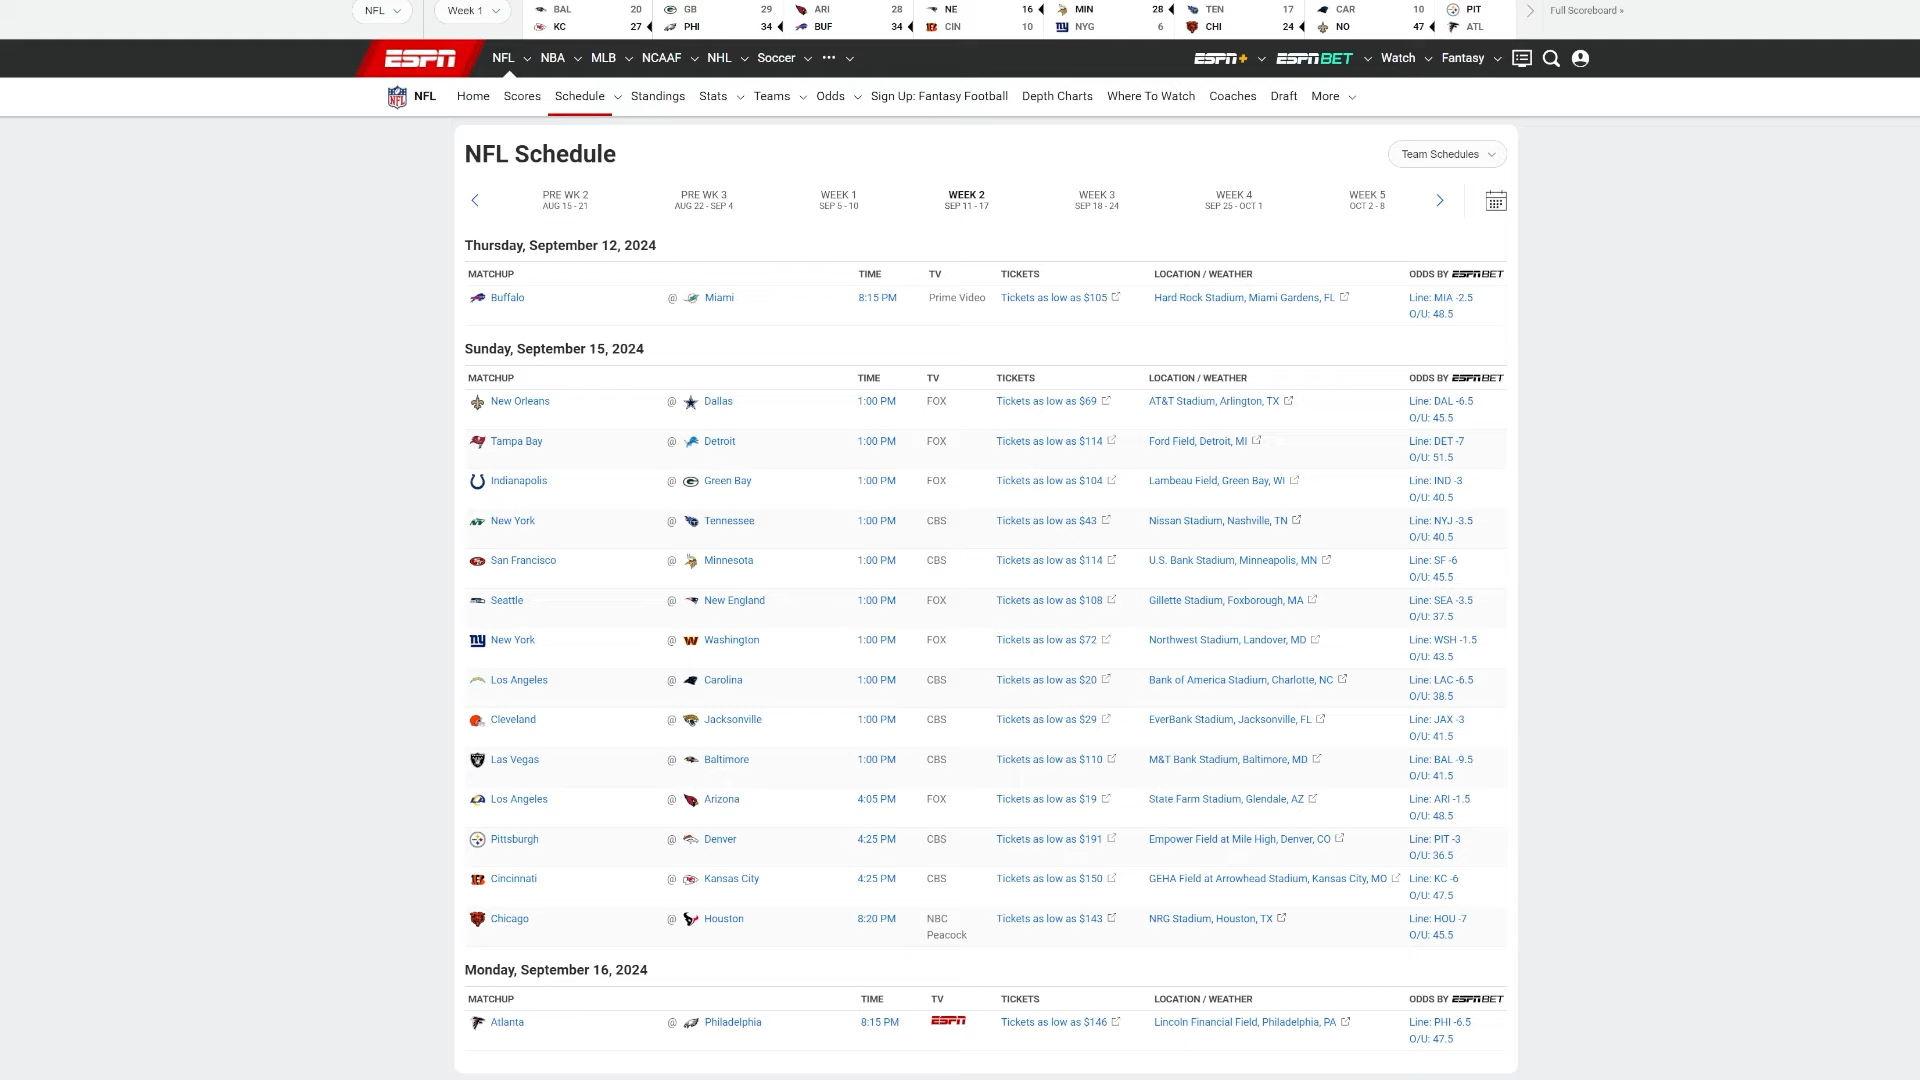 NFL Week 1 BAL 20 GB 29 ARI 28 NE 16 MIN 28 TEN 17 CAR 10 PIT Full Scoreboard »
KC 27 PHI 34 BUF 34 CIN 10 NYG 6 CHI 24 NO 47 ATL
ESPN NFL NBA MLB NCAAF NHL Soccer ••• ESPN+ ESPN BET Watch Fantasy
NFL Home Scores Schedule Standings Stats Teams Odds Sign Up: Fantasy Football Depth Charts Where To Watch Coaches Draft More
NFL Schedule Team Schedules
PRE WK 2 PRE WK 3 WEEK 1 WEEK 2 WEEK 3 WEEK 4 WEEK 5
AUG 15 - 21 AUG 22 - SEP 4 SEP 5 - 10 SEP 11 - 17 SEP 18 - 24 SEP 25 - OCT 1 OCT 2 - 8
Thursday, September 12, 2024
MATCHUP TIME TV TICKETS LOCATION / WEATHER ODDS BY ESPN BET
Buffalo @ Miami 8:15 PM Prime Video Tickets as low as $105 Hard Rock Stadium, Miami Gardens, FL Line: MIA -2.5
O/U: 48.5
Sunday, September 15, 2024
MATCHUP TIME TV TICKETS LOCATION / WEATHER ODDS BY ESPN BET
New Orleans @ Dallas 1:00 PM FOX Tickets as low as $69 AT&T Stadium, Arlington, TX Line: DAL -6.5
O/U: 45.5
Tampa Bay @ Detroit 1:00 PM FOX Tickets as low as $114 Ford Field, Detroit, MI Line: DET -7
O/U: 51.5
Indianapolis @ Green Bay 1:00 PM FOX Tickets as low as $104 Lambeau Field, Green Bay, WI Line: IND -3
O/U: 40.5
New York @ Tennessee 1:00 PM CBS Tickets as low as $43 Nissan Stadium, Nashville, TN Line: NYJ -3.5
O/U: 40.5
San Francisco @ Minnesota 1:00 PM CBS Tickets as low as $114 U.S. Bank Stadium, Minneapolis, MN Line: SF -6
O/U: 45.5
Seattle @ New England 1:00 PM FOX Tickets as low as $108 Gillette Stadium, Foxborough, MA Line: SEA -3.5
O/U: 37.5
New York @ Washington 1:00 PM FOX Tickets as low as $72 Northwest Stadium, Landover, MD Line: WSH -1.5
O/U: 43.5
Los Angeles @ Carolina 1:00 PM CBS Tickets as low as $20 Bank of America Stadium, Charlotte, NC Line: LAC -6.5
O/U: 38.5
Cleveland @ Jacksonville 1:00 PM CBS Tickets as low as $29 EverBank Stadium, Jacksonville, FL Line: JAX -3
O/U: 41.5
Las Vegas @ Baltimore 1:00 PM CBS Tickets as low as $110 M&T Bank Stadium, Baltimore, MD Line: BAL -9.5
O/U: 41.5
Los Angeles @ Arizona 4:05 PM FOX Tickets as low as $19 State Farm Stadium, Glendale, AZ Line: ARI -1.5
O/U: 48.5
Pittsburgh @ Denver 4:25 PM CBS Tickets as low as $191 Empower Field at Mile High, Denver, CO Line: PIT -3
O/U: 36.5
Cincinnati @ Kansas City 4:25 PM CBS Tickets as low as $150 GEHA Field at Arrowhead Stadium, Kansas City, MO Line: KC -6
O/U: 47.5
Chicago @ Houston 8:20 PM NBC Tickets as low as $143 NRG Stadium, Houston, TX Line: HOU -7
Peacock O/U: 45.5
Monday, September 16, 2024
MATCHUP TIME TV TICKETS LOCATION / WEATHER ODDS BY ESPN BET
Atlanta @ Philadelphia 8:15 PM ESPN Tickets as low as $146 Lincoln Financial Field, Philadelphia, PA Line: PHI -6.5
O/U: 47.5